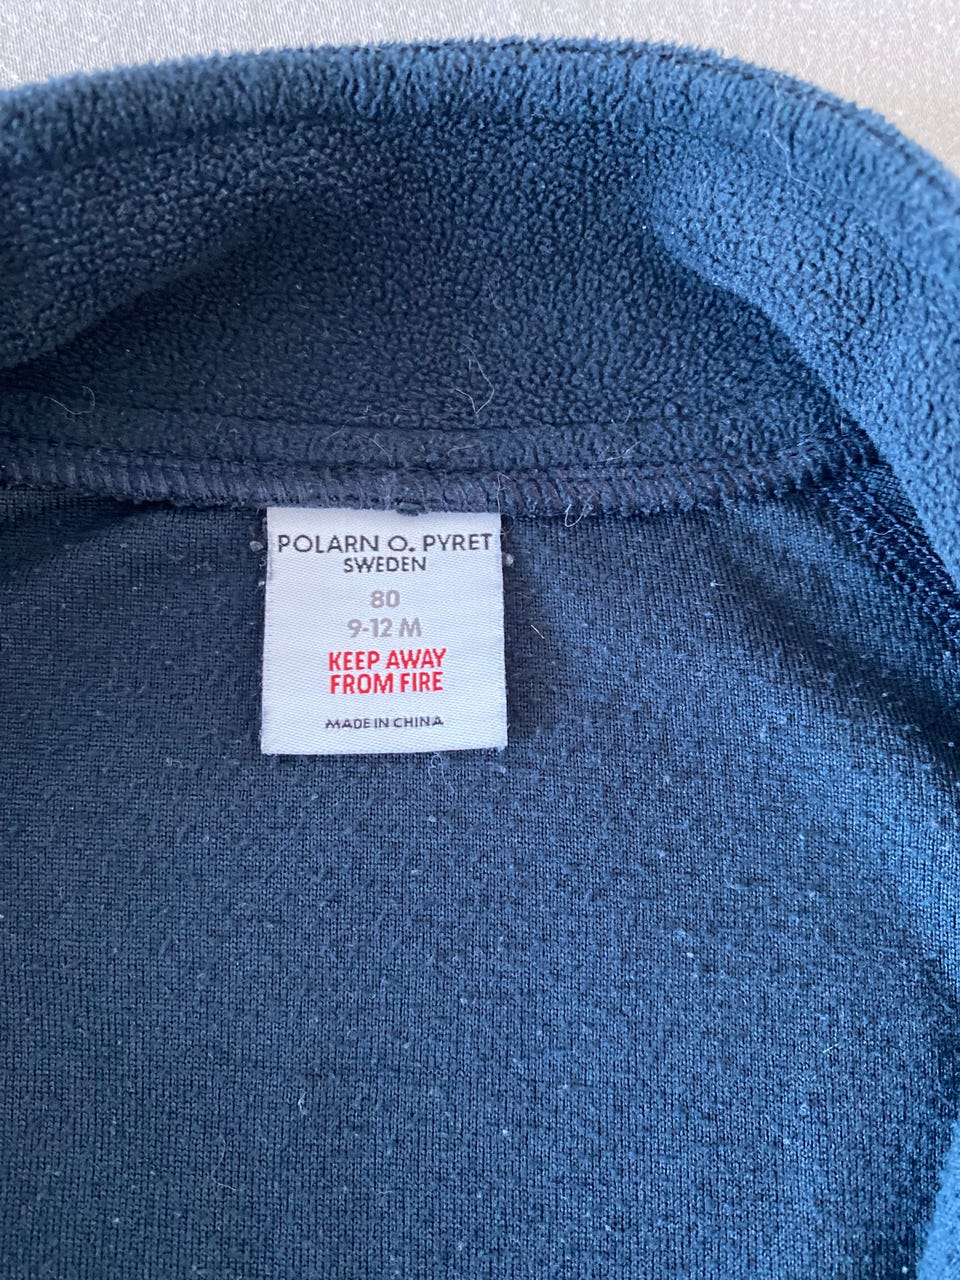 POLARN O. PYRET
SWEDEN
80
9-12 M
KEEP AWAY
FROM FIRE
MADE IN CHINA